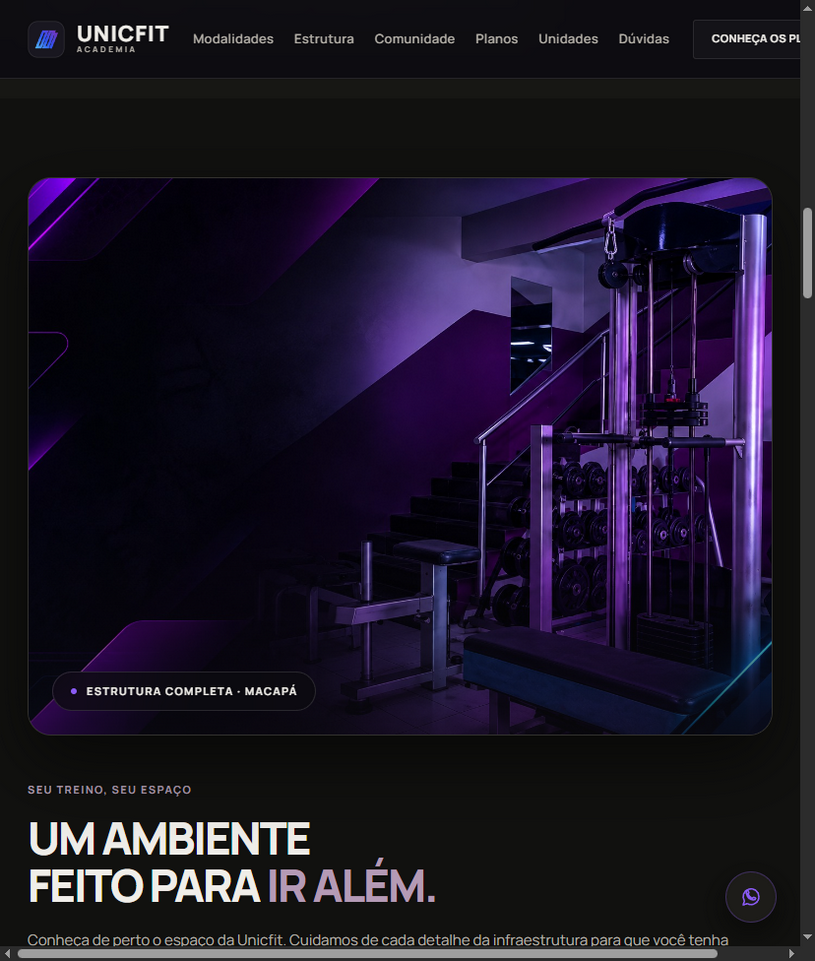 UNICFIT
ACADEMIA
Modalidades Estrutura Comunidade Planos Unidades Dúvidas CONHEÇA OS
ESTRUTURA COMPLETA · MACAPÁ
SEU TREINO, SEU ESPAÇO
UM AMBIENTE
FEITO PARA IR ALÉM.
Conheça de perto o espaço da Unicfit. Cuidamos de cada detalhe da infraestrutura para que você tenha